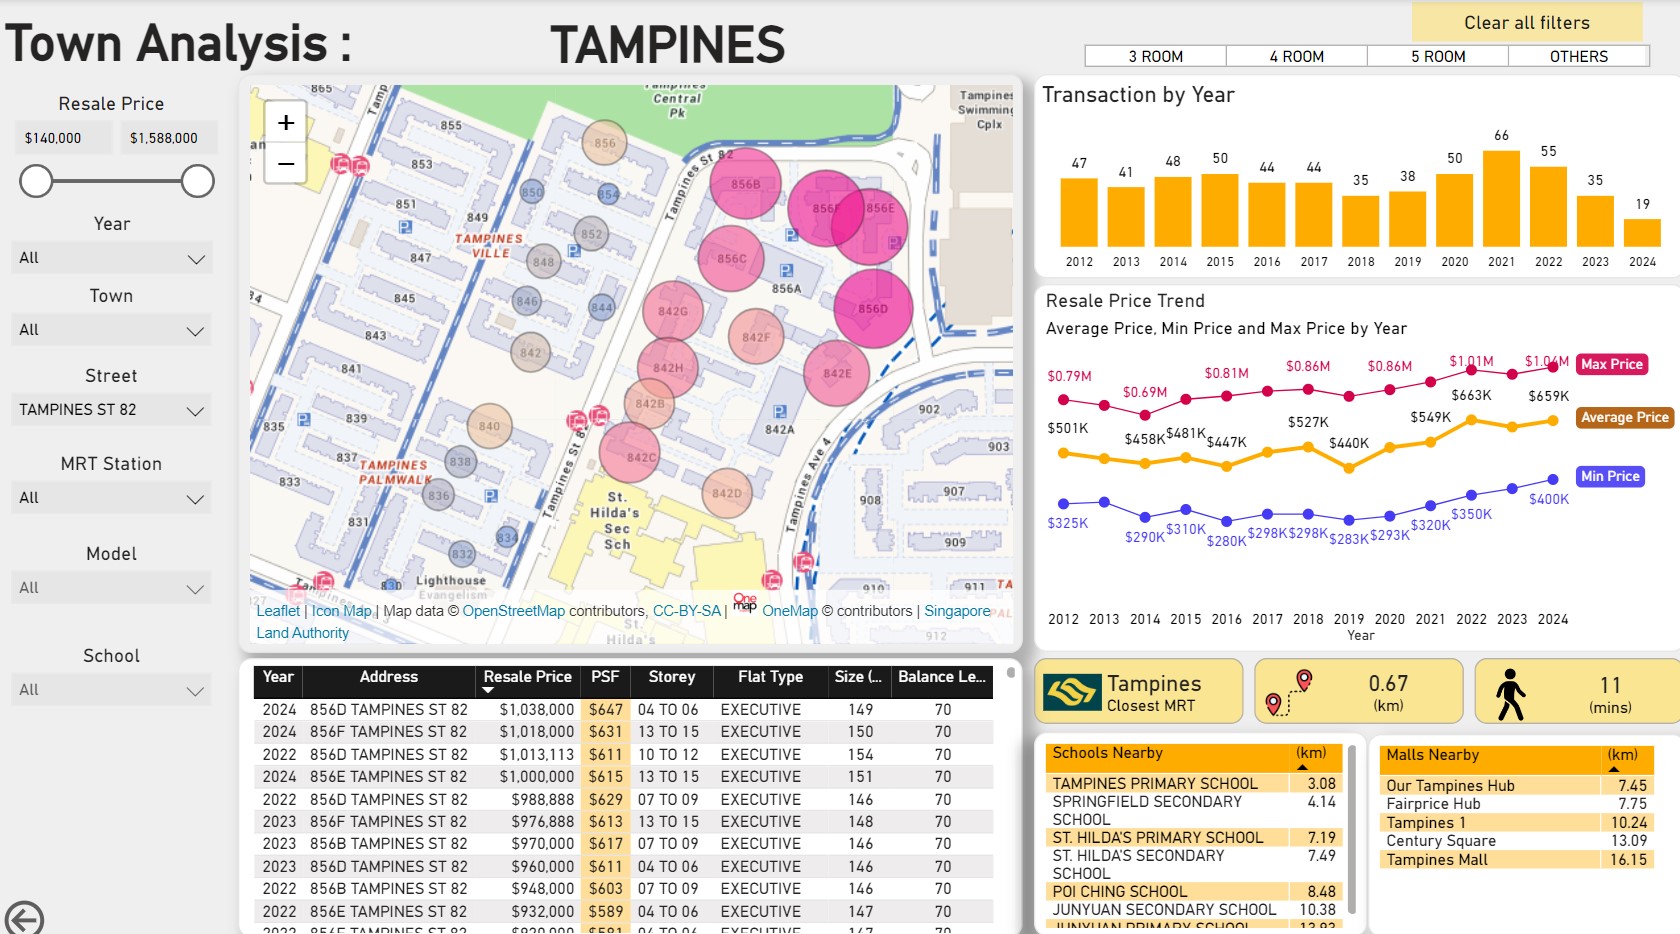 Town Analysis :
TAMPINES
Clear all filters
3 ROOM
4 ROOM
5 ROOM
OTHERS
Resale Price
$140,000
$1,588,000
Year
All
Town
All
Street
TAMPINES ST 82
MRT Station
All
Model
All
School
All
+
−
865
Central
Pk
Tampines
Swimming
Cplx
855
856
853
Tampines St 82
856B
850
854
851
856E
849
852
TAMPINES
VILLE
847
848
856C
856A
845
846
844
842G
856D
843
842F
842
841
842H
842E
842B
839
835
840
842A
902
903
837
838
842C
TAMPINES
PALMWALK
833
836
842D
Tampines Ave 4
St.
Hilda's
Sec
Sch
908
907
831
834
909
832
830
Lighthouse
Evangelism
910
911
912
St.
Hilda's
Leaflet | Icon Map | Map data © OpenStreetMap contributors, CC-BY-SA | One map OneMap © contributors | Singapore
Land Authority
Transaction by Year
47
41
48
50
44
44
35
38
50
66
55
35
19
2012 2013 2014 2015 2016 2017 2018 2019 2020 2021 2022 2023 2024
Resale Price Trend
Average Price, Min Price and Max Price by Year
$0.79M
$0.69M
$0.81M
$0.86M
$0.86M
$1.01M
$1.04M
Max Price
$501K
$458K
$481K
$447K
$527K
$440K
$549K
$663K
$659K
Average Price
$325K
$290K
$310K
$280K
$298K
$298K
$283K
$293K
$320K
$350K
$400K
Min Price
2012 2013 2014 2015 2016 2017 2018 2019 2020 2021 2022 2023 2024
Year
Year Address Resale Price PSF Storey Flat Type Size (... Balance Le...
2024 856D TAMPINES ST 82 $1,038,000 $647 04 TO 06 EXECUTIVE 149 70
2024 856F TAMPINES ST 82 $1,018,000 $631 13 TO 15 EXECUTIVE 150 70
2022 856D TAMPINES ST 82 $1,013,113 $611 10 TO 12 EXECUTIVE 154 70
2024 856E TAMPINES ST 82 $1,000,000 $615 13 TO 15 EXECUTIVE 151 70
2022 856D TAMPINES ST 82 $988,888 $629 07 TO 09 EXECUTIVE 146 70
2023 856F TAMPINES ST 82 $976,888 $613 13 TO 15 EXECUTIVE 148 70
2023 856B TAMPINES ST 82 $970,000 $617 07 TO 09 EXECUTIVE 146 70
2023 856D TAMPINES ST 82 $960,000 $611 04 TO 06 EXECUTIVE 146 70
2022 856B TAMPINES ST 82 $948,000 $603 07 TO 09 EXECUTIVE 146 70
2022 856E TAMPINES ST 82 $932,000 $589 04 TO 06 EXECUTIVE 147 70
Tampines
Closest MRT
0.67
(km)
11
(mins)
Schools Nearby (km)
TAMPINES PRIMARY SCHOOL 3.08
SPRINGFIELD SECONDARY 4.14
SCHOOL
ST. HILDA'S PRIMARY SCHOOL 7.19
ST. HILDA'S SECONDARY 7.49
SCHOOL
POI CHING SCHOOL 8.48
JUNYUAN SECONDARY SCHOOL 10.38
Malls Nearby (km)
Our Tampines Hub 7.45
Fairprice Hub 7.75
Tampines 1 10.24
Century Square 13.09
Tampines Mall 16.15